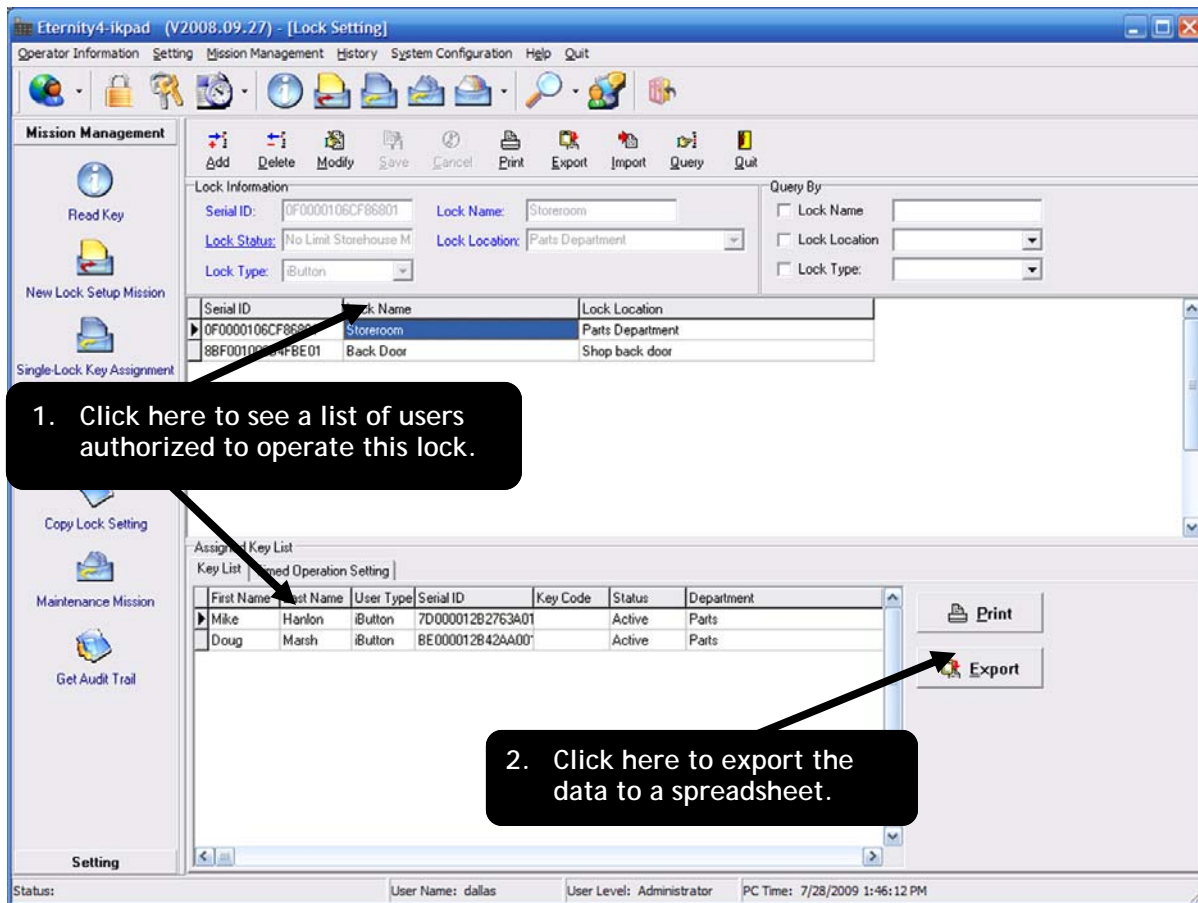 Eternity4-ikpad (V2008.09.27) - [Lock Setting]
Operator Information Setting Mission Management History System Configuration Help Quit
Mission Management
Add Delete Modify Save Cancel Print Export Import Query Quit
Lock Information
Serial ID: 0F0000106CF86801 Lock Name: Storeroom
Lock Status: No Limit Storehouse M Lock Location: Parts Department
Lock Type: iButton
Query By
Lock Name
Lock Location
Lock Type:
Read Key
New Lock Setup Mission
Single-Lock Key Assignment
Copy Lock Setting
Maintenance Mission
Get Audit Trail
Setting
Serial ID Lock Name Lock Location
Storeroom Parts Department
Back Door Shop back door
1. Click here to see a list of users
authorized to operate this lock.
Assigned Key List
Key List Timed Operation Setting
First Name Last Name User Type Serial ID Key Code Status Department
Mike Hanlon iButton 7D000012B2763A01 Active Parts
Doug Marsh iButton Active Parts
Print
Export
2. Click here to export the
data to a spreadsheet.
Status: User Name: dallas User Level: Administrator PC Time: 7/28/2009 1:46:12 PM